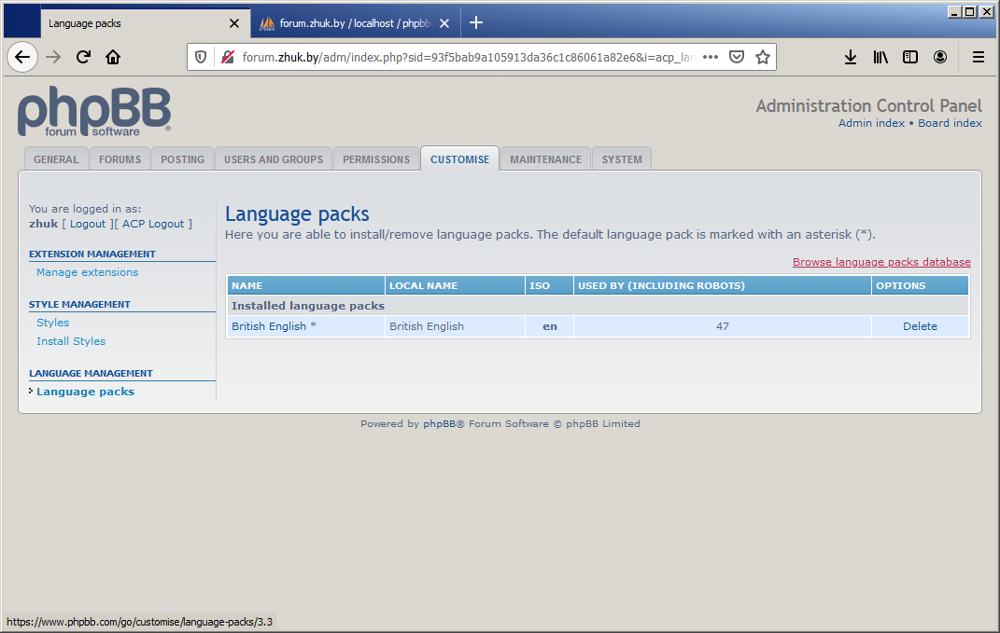 Language packs
forum.zhuk.by / localhost / phpbb
forum.zhuk.by/adm/index.php?sid=93f5bab9a105913da36c1c86061a82e6&i=acp_la
phpBB
forum software
®
Administration Control Panel
Admin index • Board index
GENERAL FORUMS POSTING USERS AND GROUPS PERMISSIONS CUSTOMISE MAINTENANCE SYSTEM
You are logged in as:
zhuk [ Logout ][ ACP Logout ]
EXTENSION MANAGEMENT
Manage extensions
STYLE MANAGEMENT
Styles
Install Styles
LANGUAGE MANAGEMENT
Language packs
Language packs
Here you are able to install/remove language packs. The default language pack is marked with an asterisk (*).
Browse language packs database
NAME LOCAL NAME ISO USED BY (INCLUDING ROBOTS) OPTIONS
Installed language packs
British English * British English en 47 Delete
Powered by phpBB® Forum Software © phpBB Limited
https://www.phpbb.com/go/customise/language-packs/3.3